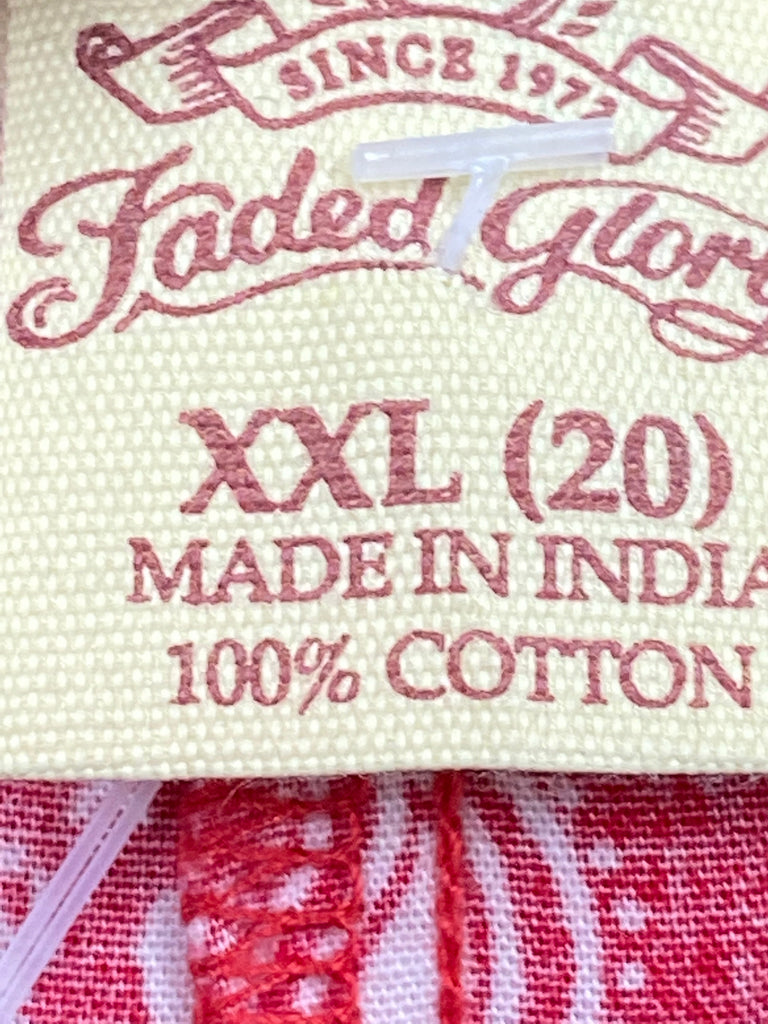 SINCE 1972
Faded Glory
XXL (20)
MADE IN INDIA
100% COTTON